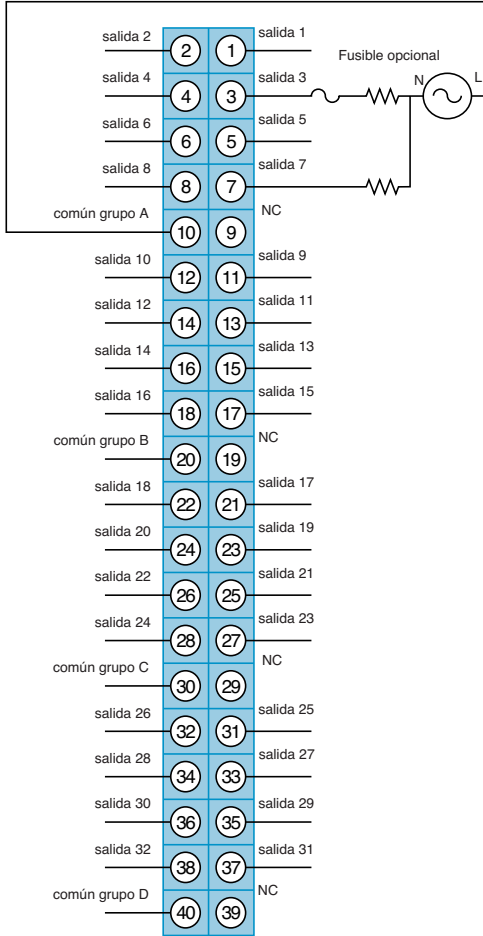 salida 2 2 1 salida 1
Fusible opcional
salida 4 4 3 salida 3 N L
salida 6 6 5 salida 5
salida 8 8 7 salida 7
común grupo A 10 9 NC
salida 10 12 11 salida 9
salida 12 14 13 salida 11
salida 14 16 15 salida 13
salida 16 18 17 salida 15
común grupo B 20 19 NC
salida 18 22 21 salida 17
salida 20 24 23 salida 19
salida 22 26 25 salida 21
salida 24 28 27 salida 23
común grupo C 30 29 NC
salida 26 32 31 salida 25
salida 28 34 33 salida 27
salida 30 36 35 salida 29
salida 32 38 37 salida 31
común grupo D 40 39 NC